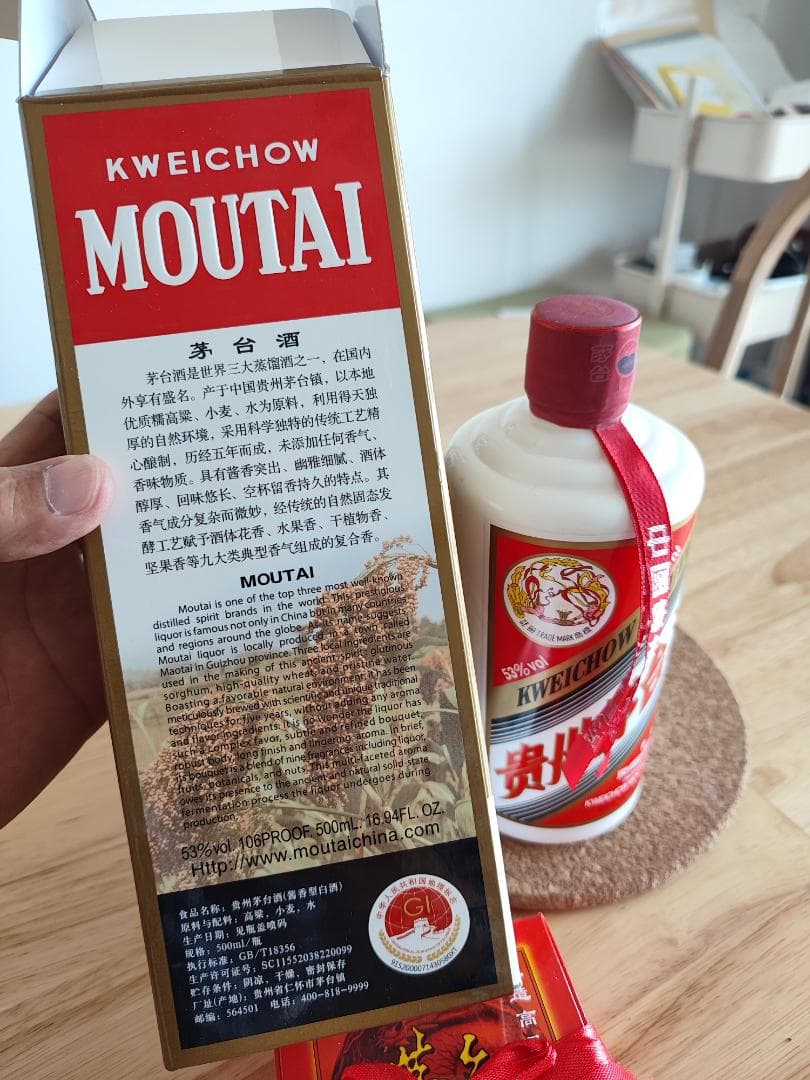 KWEICHOW
MOUTAI
茅台酒
茅台酒是世界三大蒸馏酒之一，在国内
外享有盛名。产于中国贵州茅台镇，以本地
优质糯高粱、小麦、水为原料，利用得天独
厚的自然环境，采用科学独特的传统工艺精
心酿制，历经五年而成，未添加任何香气、
香味物质。具有酱香突出、幽雅细腻、酒体
醇厚、回味悠长、空杯留香持久的特点。其
香气成分复杂而微妙，经传统的自然固态发
酵工艺赋予酒体花香、水果香、干植物香、
坚果香等九大类典型香气组成的复合香。
MOUTAI
Moutai is one of the top three most well-known
distilled spirit brands in the world. This prestigious
liquor is famous not only in China but in many countries
and regions around the globe. As its name suggests
Moutai liquor is locally produced in a town called
Maotai in Guizhou province. Three local ingredients are
used in the making of this ancient spirit: glutinous
sorghum, high-quality wheat and pristine water.
Boasting a favorable natural environment, it has been
meticulously brewed with scientific and unique traditional
techniques for five years, without adding any aroma
and flavor ingredients. It is no wonder the liquor has
such a complex favor, subtle and refined bouquet,
robust body, long finish and lingering aroma. In brief,
its bouquet is a blend of nine fragrances including liquor,
fruits, botanicals, and nuts. This multi-faceted aroma
owes its presence to the ancient and natural solid-state
fermentation process the liquor undergoes during
production.
53%vol. 106PROOF. 500mL. 16.94FL. OZ.
Http://www.moutaichina.com
食品名称：贵州茅台酒(酱香型白酒)
原料与配料：高粱，小麦，水
生产日期：见瓶盖喷码
规格：500ml/瓶
执行标准：GB/T18356
生产许可证号：SC11552038220099
贮存条件：阴凉、干燥、密封保存
厂址(产地)：贵州省仁怀市茅台镇
邮编：564501 电话：400-818-9999
中华人民共和国地理标志
GI
中国
TRADE MARK
53%vol
KWEICHOW
贵州